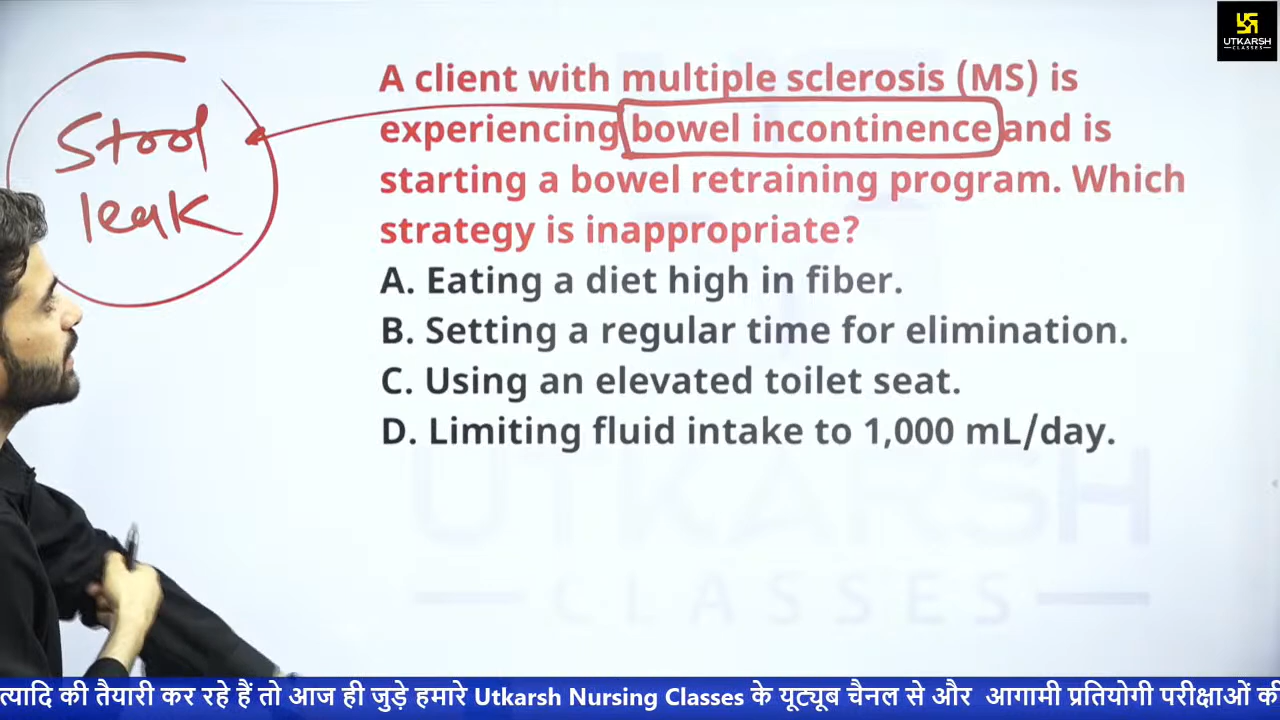 UTKARSH
CLASSES
Stool
leak
A client with multiple sclerosis (MS) is
experiencing bowel incontinence and is
starting a bowel retraining program. Which
strategy is inappropriate?
A. Eating a diet high in fiber.
B. Setting a regular time for elimination.
C. Using an elevated toilet seat.
D. Limiting fluid intake to 1,000 mL/day.
UTKARSH
CLASSES
त्यादि की तैयारी कर रहे हैं तो आज ही जुड़े हमारे Utkarsh Nursing Classes के यूट्यूब चैनल से और आगामी प्रतियोगी परीक्षाओं की